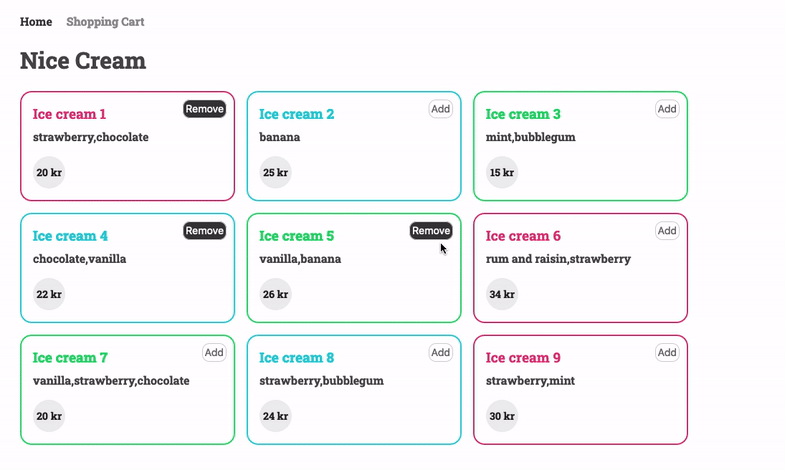 Home Shopping Cart
Nice Cream
Ice cream 1 Remove
strawberry,chocolate
20 kr
Ice cream 2 Add
banana
25 kr
Ice cream 3 Add
mint,bubblegum
15 kr
Ice cream 4 Remove
chocolate,vanilla
22 kr
Ice cream 5 Remove
vanilla,banana
26 kr
Ice cream 6 Add
rum and raisin,strawberry
34 kr
Ice cream 7 Add
vanilla,strawberry,chocolate
20 kr
Ice cream 8 Add
strawberry,bubblegum
24 kr
Ice cream 9 Add
strawberry,mint
30 kr